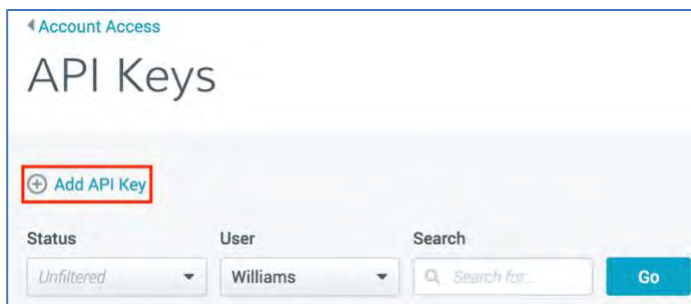 Account Access
API Keys
Add API Key
Status User Search
Unfiltered Williams Search for... Go